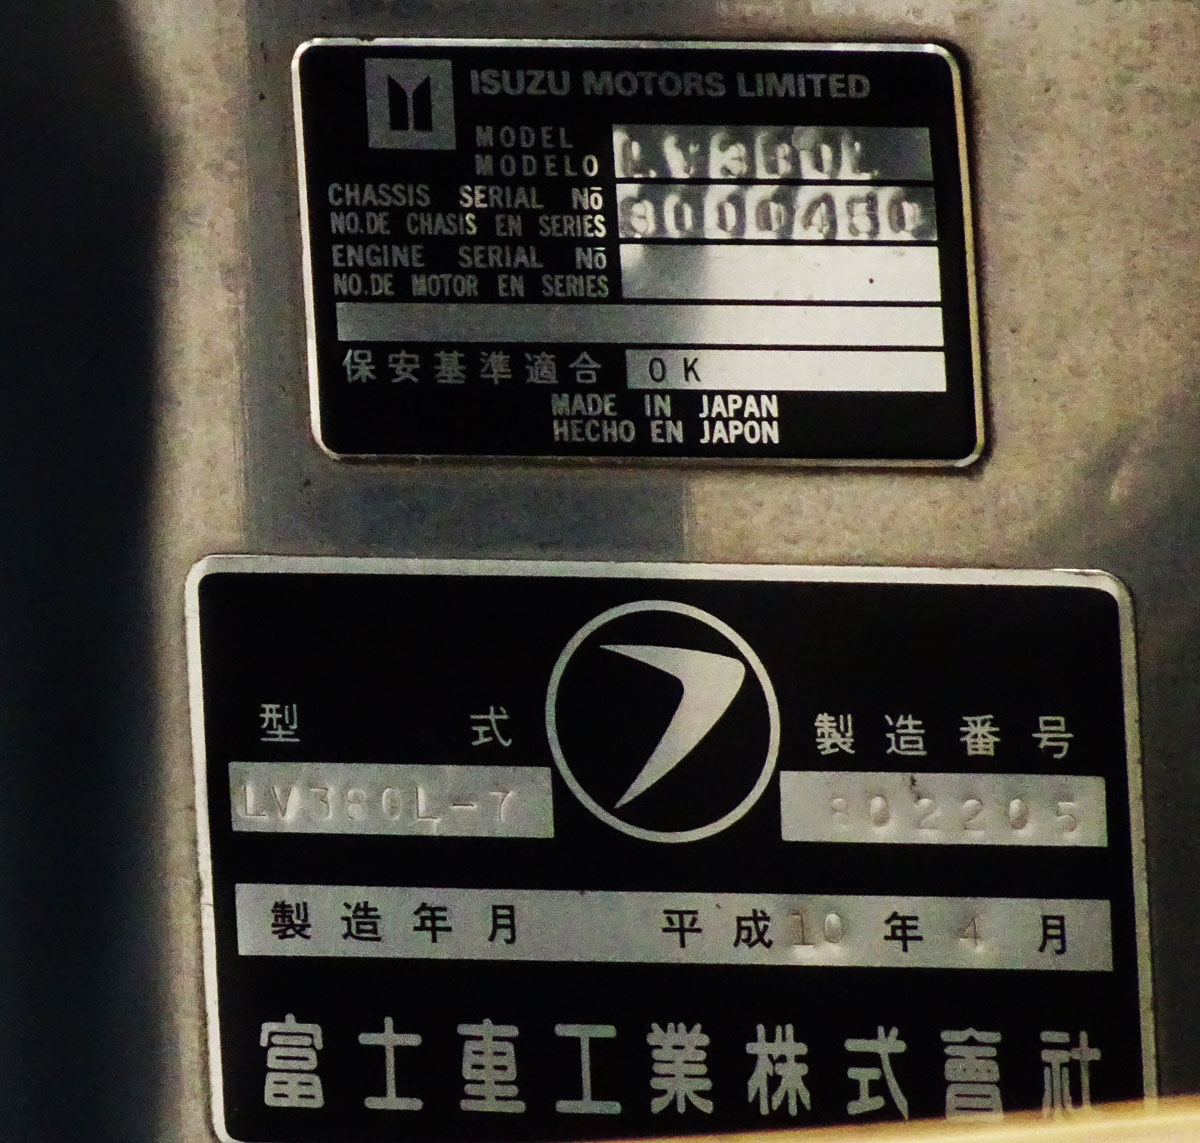 ISUZU MOTORS LIMITED
MODEL
MODELO LV380L
CHASSIS SERIAL No
NO.DE CHASIS EN SERIES 3000450
ENGINE SERIAL No
NO.DE MOTOR EN SERIES
保安基準適合 OK
MADE IN JAPAN
HECHO EN JAPON
型式 製造番号
LV380L-7 802205
製造年月 平成10年4月
富士重工業株式會社